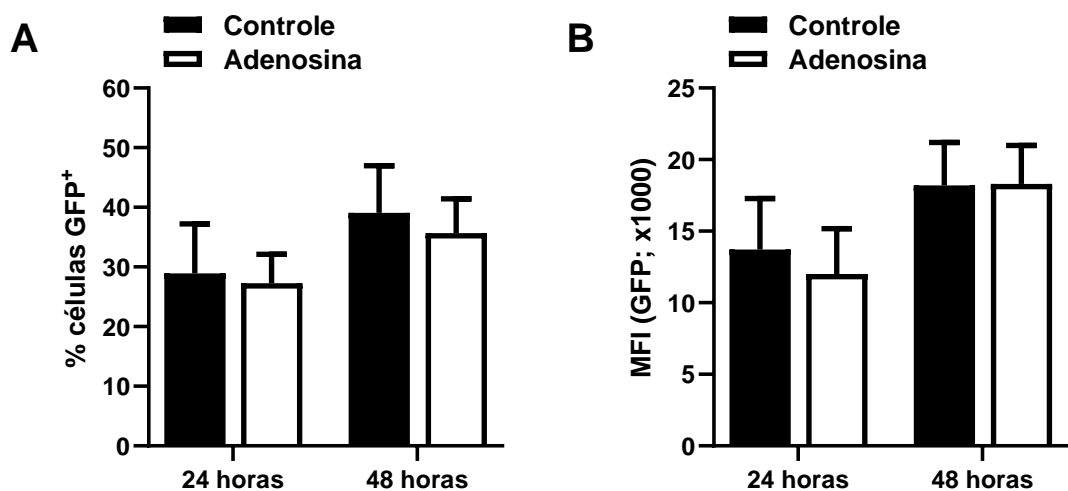 A
Controle
Adenosina
% células GFP+
60
50
40
30
20
10
0
24 horas 48 horas
B
Controle
Adenosina
MFI (GFP; x1000)
25
20
15
10
5
0
24 horas 48 horas